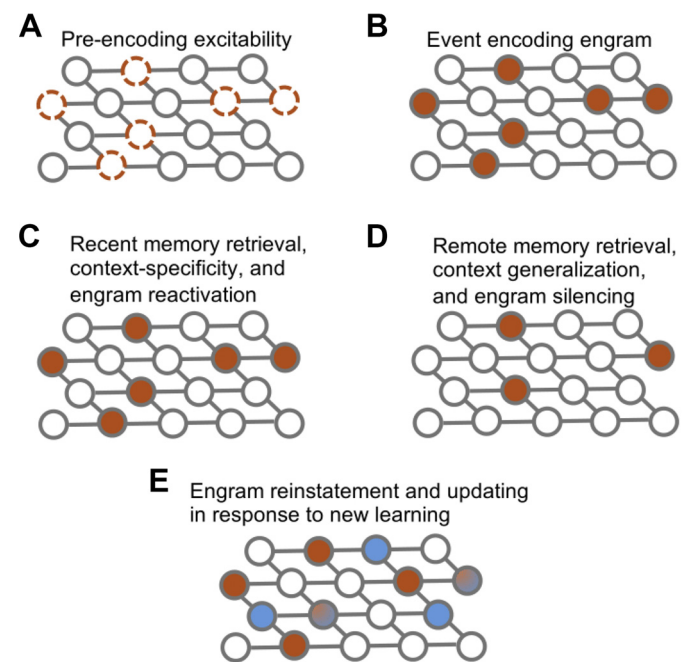 A
Pre-encoding excitability
B
Event encoding engram
C
Recent memory retrieval,
context-specificity, and
engram reactivation
D
Remote memory retrieval,
context generalization,
and engram silencing
E
Engram reinstatement and updating
in response to new learning